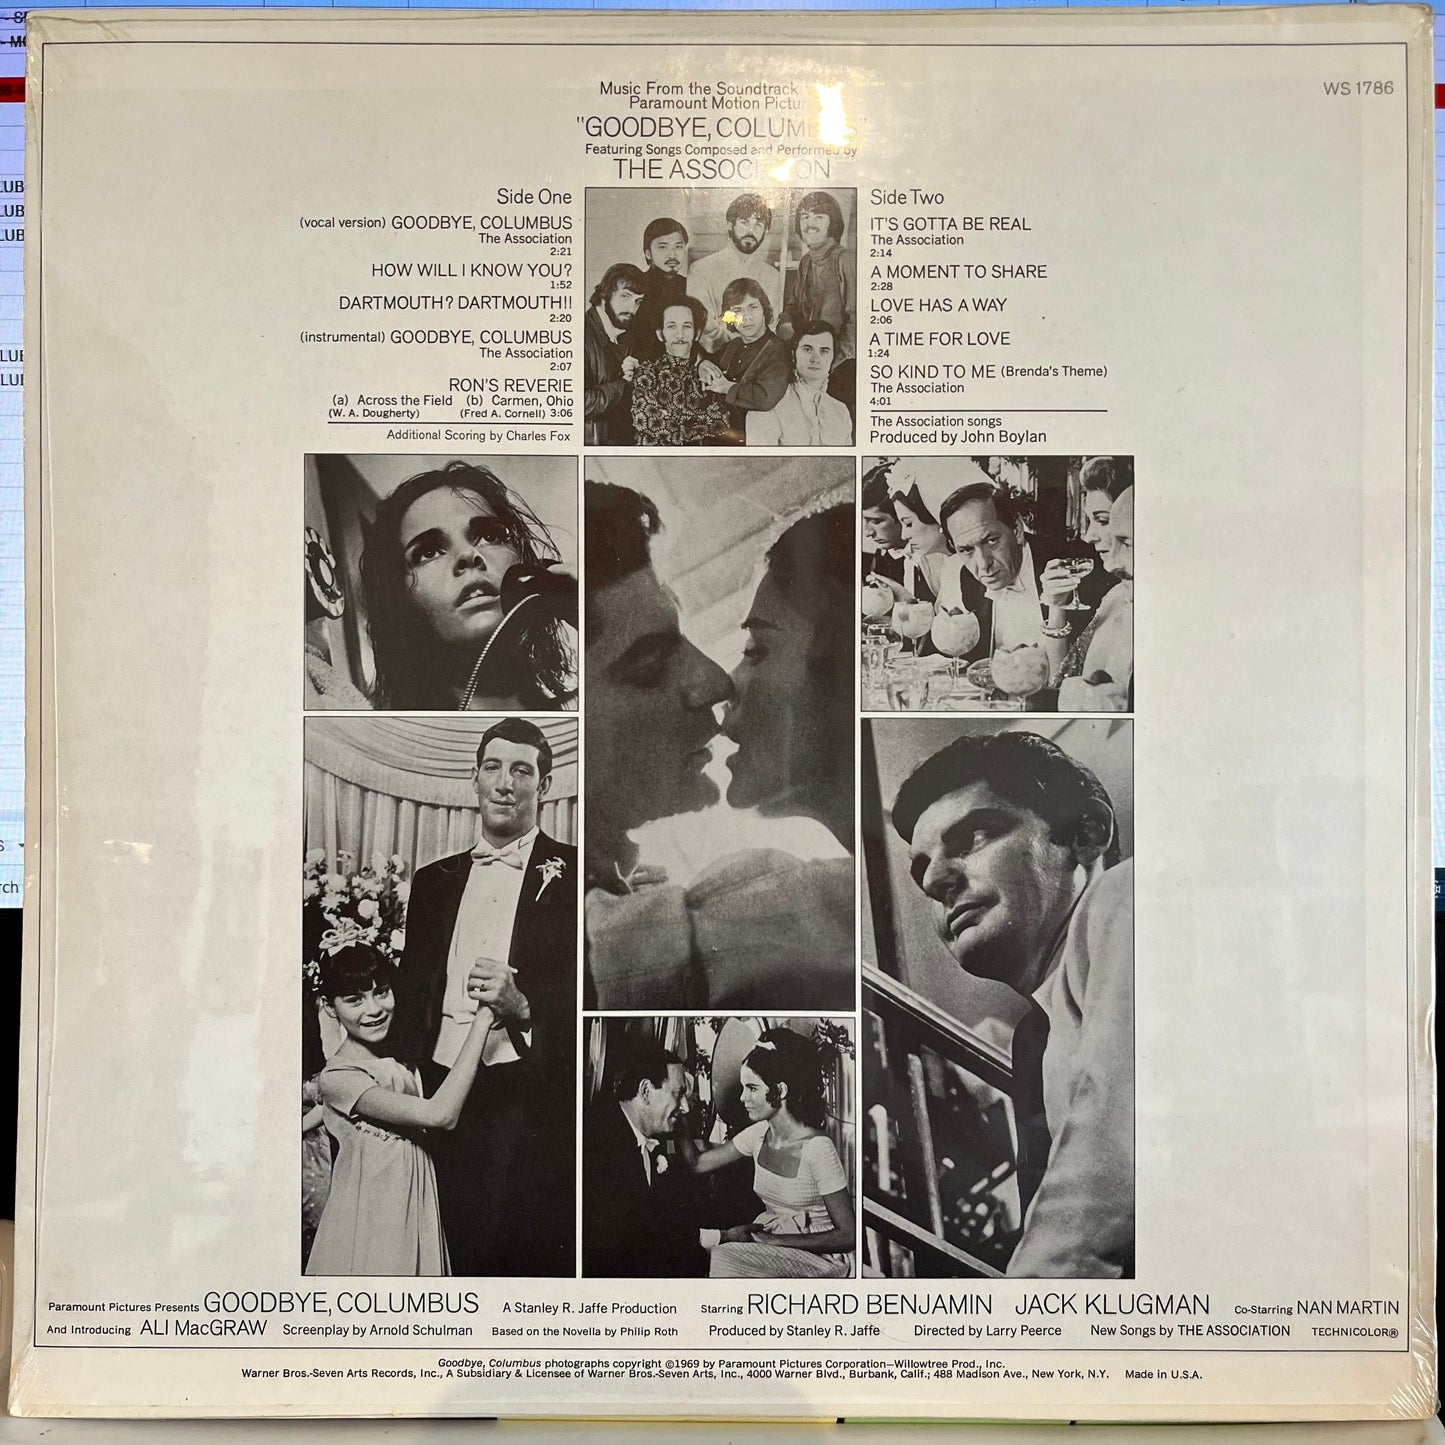 Music From the Soundtrack
Paramount Motion
"GOODBYE, COLUMBUS"
Featuring Songs Composed and Performed by
THE ASSOCIATION
WS 1786
Side One
(vocal version) GOODBYE, COLUMBUS
The Association
2:21
HOW WILL I KNOW YOU?
1:52
DARTMOUTH? DARTMOUTH!!
2:20
(instrumental) GOODBYE, COLUMBUS
The Association
2:07
RON'S REVERIE
(a) Across the Field (b) Carmen, Ohio
(W. A. Dougherty) (Fred A. Cornell) 3:06
Additional Scoring by Charles Fox
Side Two
IT'S GOTTA BE REAL
The Association
2:14
A MOMENT TO SHARE
2:28
LOVE HAS A WAY
2:06
A TIME FOR LOVE
1:24
SO KIND TO ME (Brenda's Theme)
The Association
4:01
The Association songs
Produced by John Boylan
Paramount Pictures Presents GOODBYE, COLUMBUS A Stanley R. Jaffe Production Starring RICHARD BENJAMIN JACK KLUGMAN Co-Starring NAN MARTIN
And Introducing ALI MacGRAW Screenplay by Arnold Schulman Based on the Novella by Philip Roth Produced by Stanley R. Jaffe Directed by Larry Peerce New Songs by THE ASSOCIATION TECHNICOLOR®
Goodbye, Columbus photographs copyright ©1969 by Paramount Pictures Corporation—Willowtree Prod., Inc.
Warner Bros.-Seven Arts Records, Inc., A Subsidiary & Licensee of Warner Bros.-Seven Arts, Inc., 4000 Warner Blvd., Burbank, Calif.; 488 Madison Ave., New York, N.Y. Made in U.S.A.